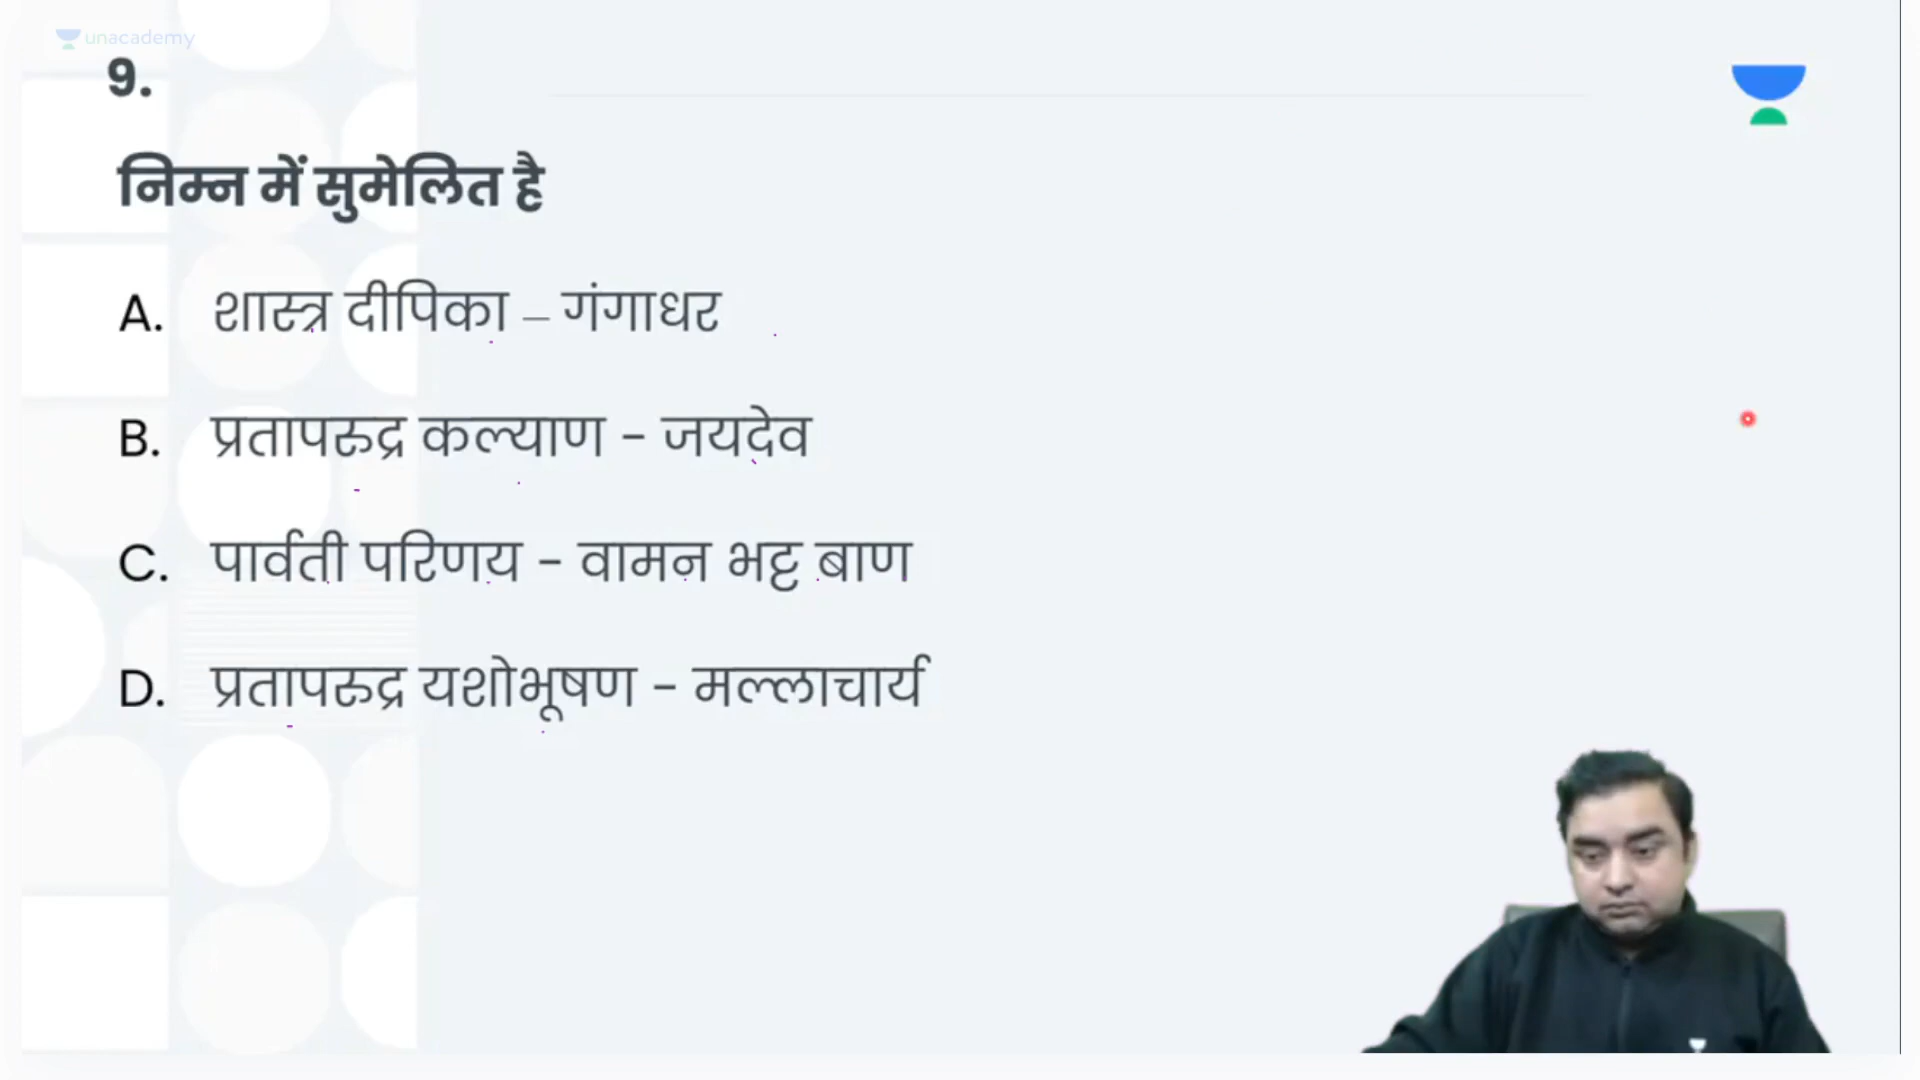 unacademy
9.
निम्न में सुमेलित है
A. शास्त्र दीपिका – गंगाधर
B. प्रतापरुद्र कल्याण - जयदेव
C. पार्वती परिणय - वामन भट्ट बाण
D. प्रतापरुद्र यशोभूषण - मल्लाचार्य